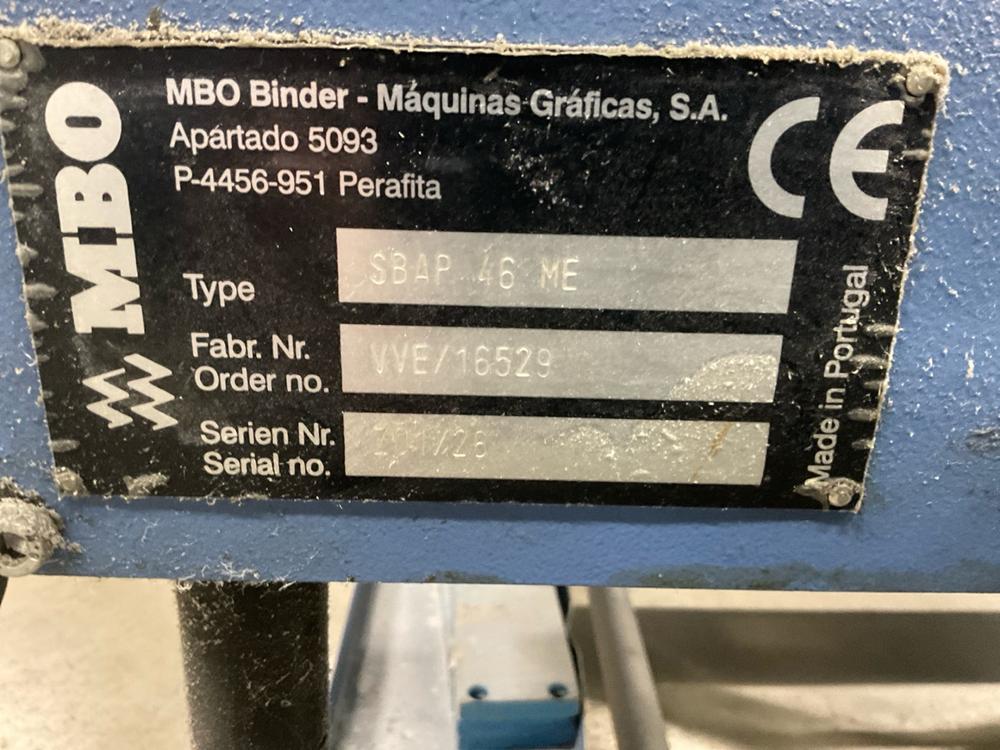 MBO
MBO Binder - Máquinas Gráficas, S.A.
Apártado 5093
P-4456-951 Perafita
CE
Type
SBAP 46 ME
Fabr. Nr.
Order no.
VVE/16529
Serien Nr.
Serial no.
Made in Portugal